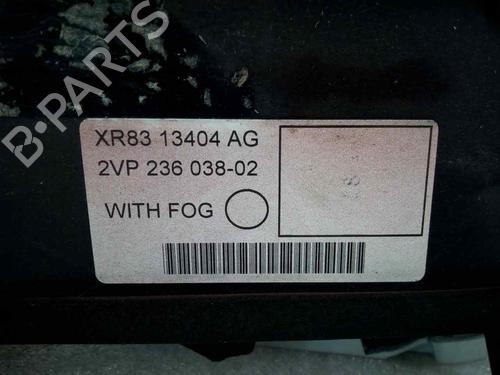 B-PARTS
XR83 13404 AG
2VP 236 038-02
WITH FOG